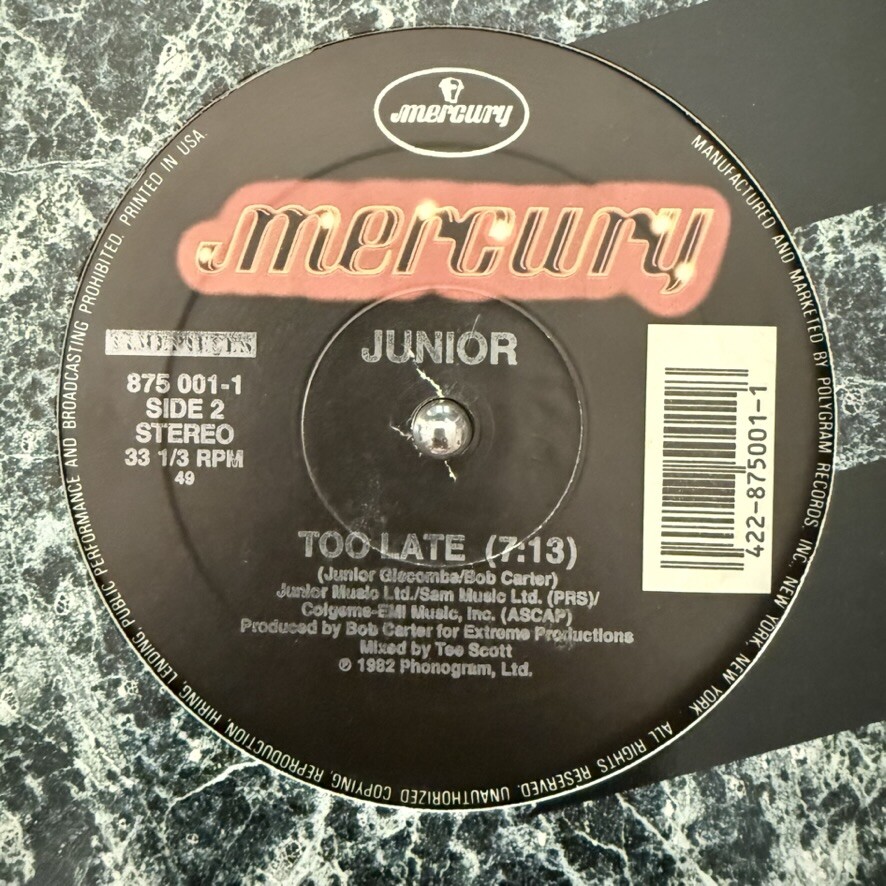 mercury
mercury
JUNIOR
875 001-1
SIDE 2
STEREO
33 1/3 RPM
49
422-875001-1
TOO LATE (7:13)
(Junior Giscombe/Bob Carter)
Junior Music Ltd./Sam Music Ltd. (PRS)/
Colgems-EMI Music, Inc. (ASCAP)
Produced by Bob Carter for Extreme Productions
Mixed by Tee Scott
℗ 1982 Phonogram, Ltd.
MANUFACTURED AND MARKETED BY POLYGRAM RECORDS, INC., NEW YORK, NEW YORK. ALL RIGHTS RESERVED. UNAUTHORIZED COPYING, REPRODUCTION, HIRING, LENDING, PUBLIC PERFORMANCE AND BROADCASTING PROHIBITED. PRINTED IN USA.